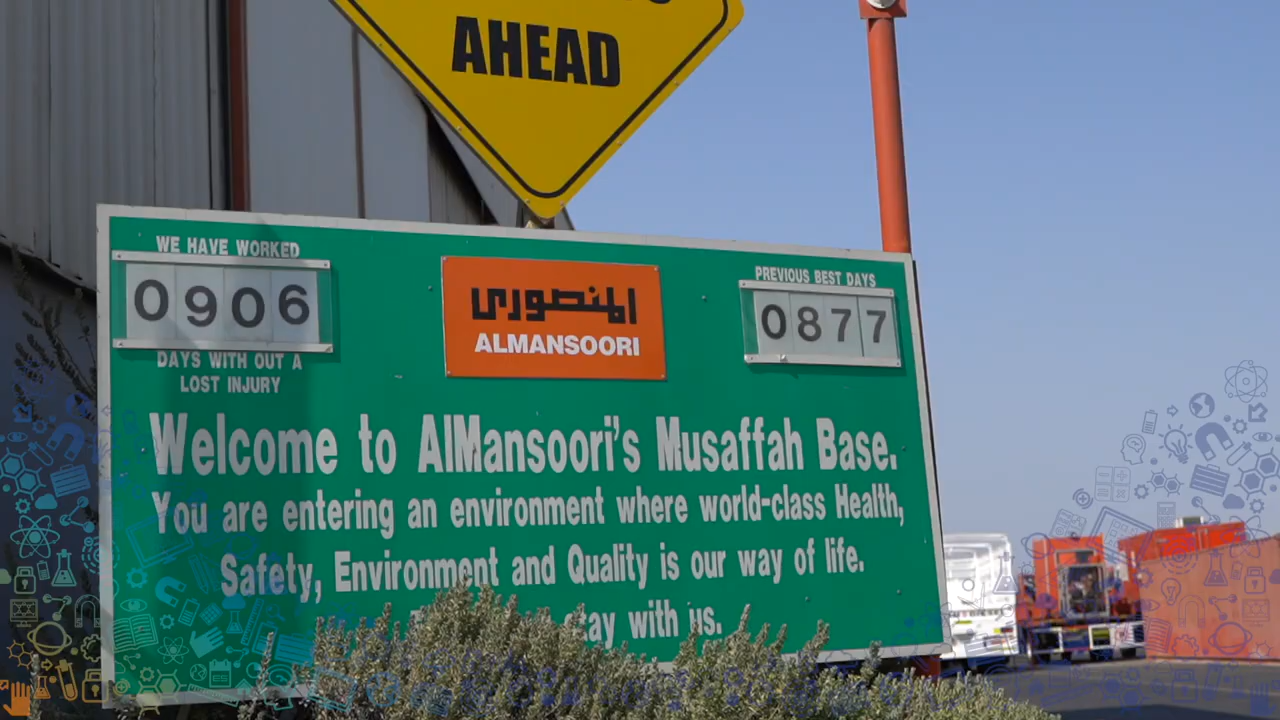 AHEAD
WE HAVE WORKED
0906
DAYS WITH OUT A
LOST INJURY
المنصوري
ALMANSOORI
PREVIOUS BEST DAYS
0877
Welcome to AlMansoori's Musaffah Base.
You are entering an environment where world-class Health,
Safety, Environment and Quality is our way of life.
with us.